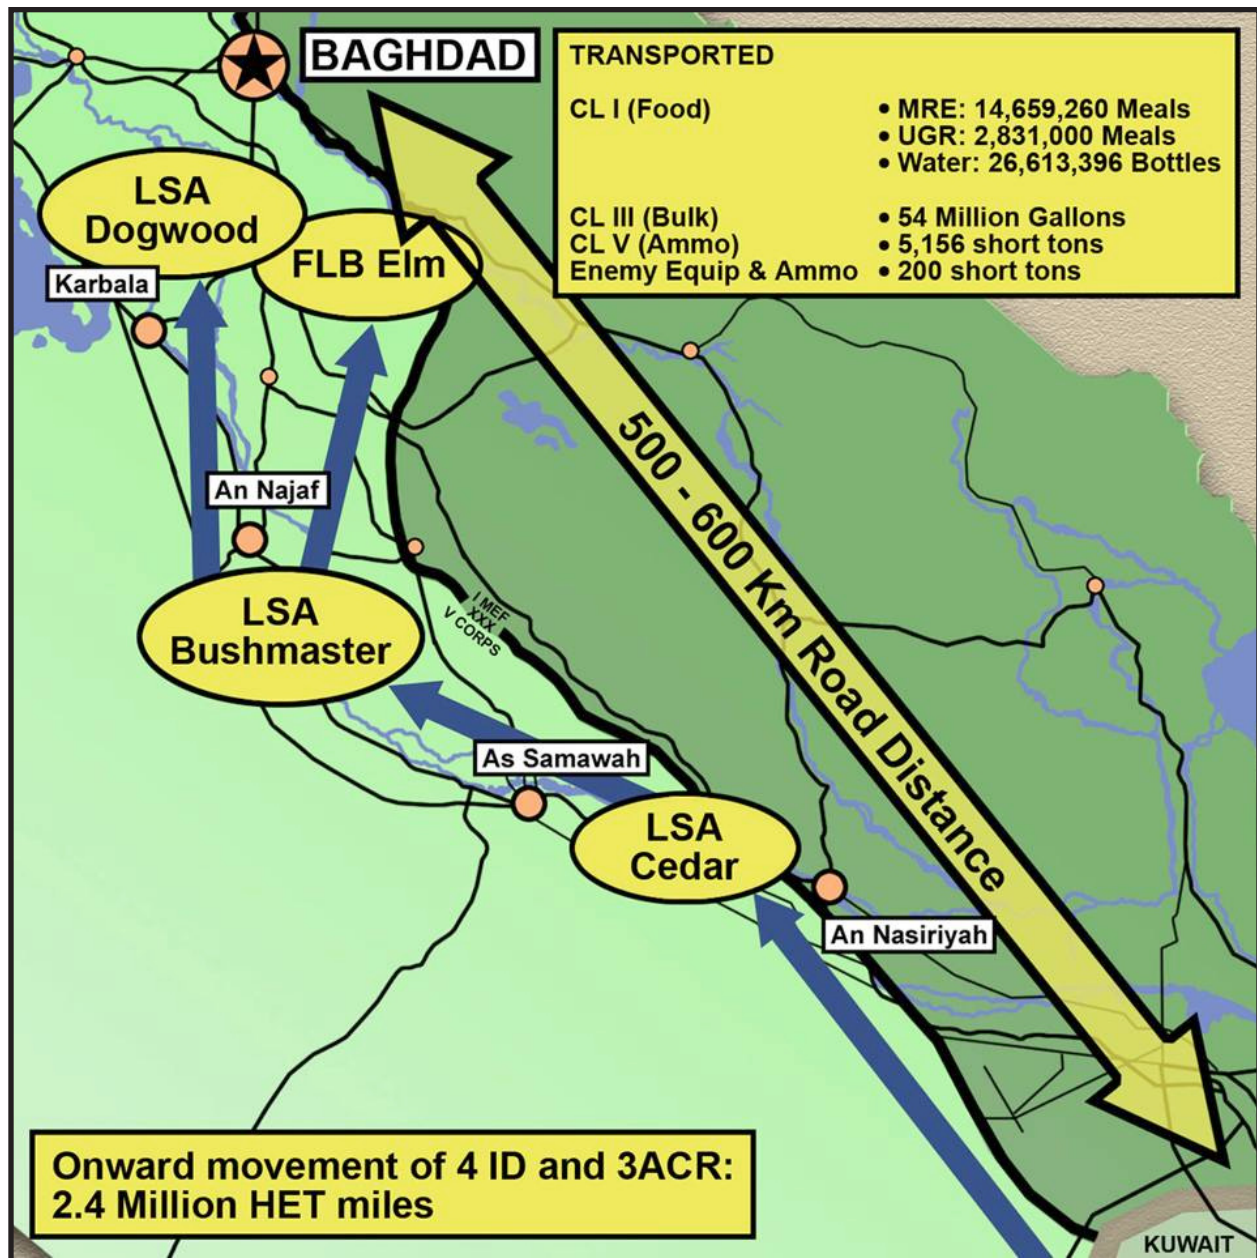 BAGHDAD
TRANSPORTED
CL I (Food)
• MRE: 14,659,260 Meals
• UGR: 2,831,000 Meals
• Water: 26,613,396 Bottles
CL III (Bulk)
• 54 Million Gallons
CL V (Ammo)
• 5,156 short tons
Enemy Equip & Ammo
• 200 short tons
LSA
Dogwood
FLB Elm
Karbala
500 - 600 Km Road Distance
An Najaf
LSA
Bushmaster
I MEF
XXX
V CORPS
As Samawah
LSA
Cedar
An Nasiriyah
Onward movement of 4 ID and 3ACR:
2.4 Million HET miles
KUWAIT